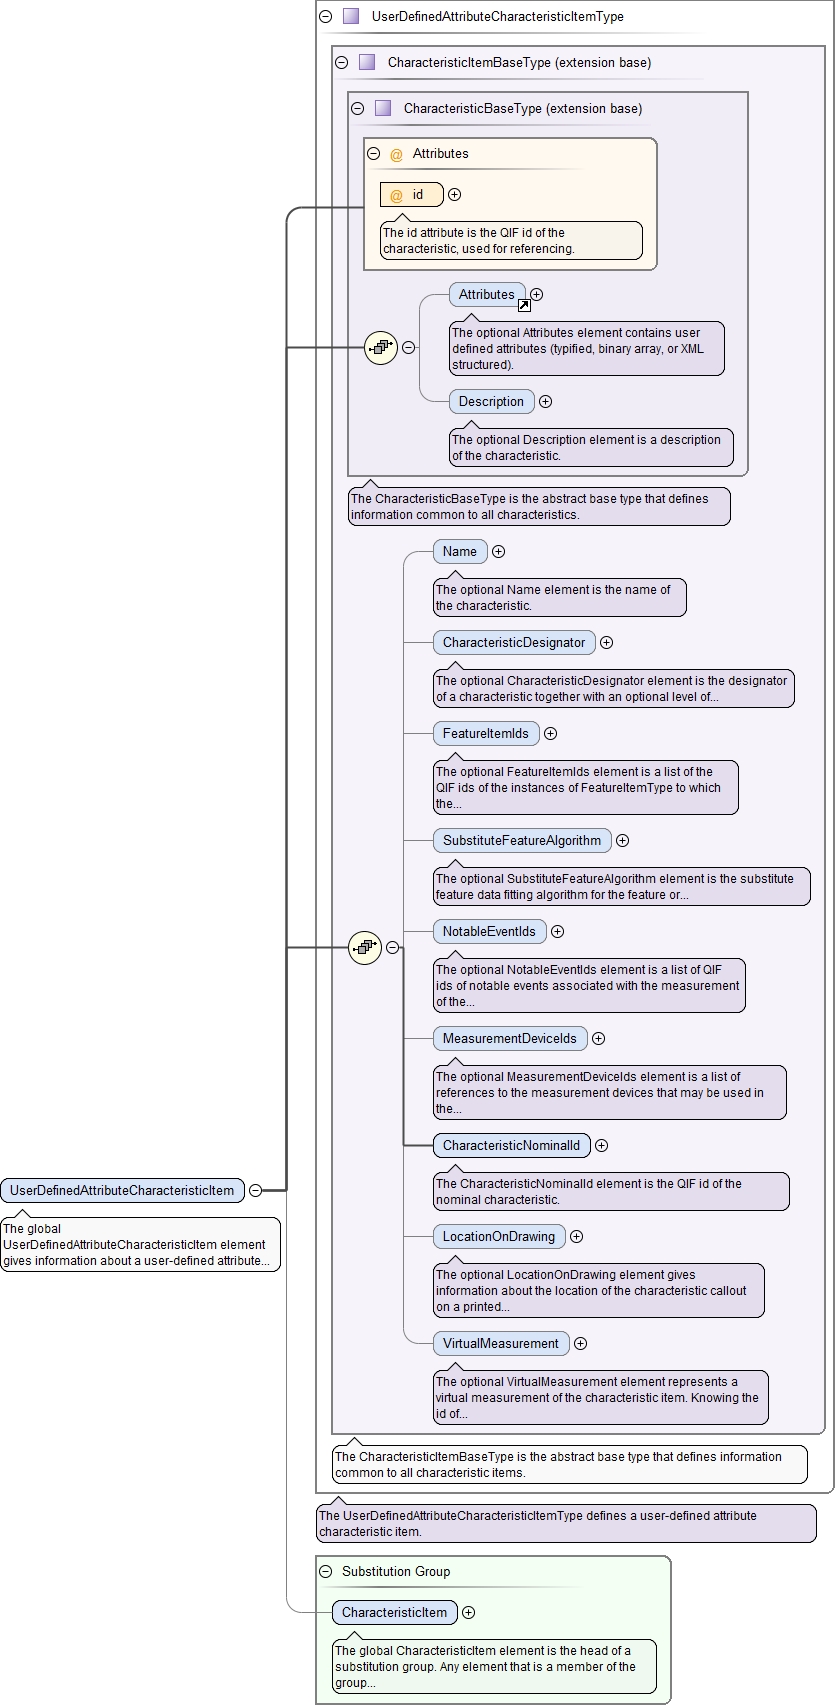 UserDefinedAttributeCharacteristicItemType
CharacteristicItemBaseType (extension base)
CharacteristicBaseType (extension base)
@ Attributes
@ id
The id attribute is the QIF id of the
characteristic, used for referencing.
Attributes
The optional Attributes element contains user
defined attributes (typified, binary array, or XML
structured).
Description
The optional Description element is a description
of the characteristic.
The CharacteristicBaseType is the abstract base type that defines
information common to all characteristics.
Name
The optional Name element is the name of
the characteristic.
CharacteristicDesignator
The optional CharacteristicDesignator element is the designator
of a characteristic together with an optional level of...
FeatureItemIds
The optional FeatureItemIds element is a list of the
QIF ids of the instances of FeatureItemType to which
the...
SubstituteFeatureAlgorithm
The optional SubstituteFeatureAlgorithm element is the substitute
feature data fitting algorithm for the feature or...
NotableEventIds
The optional NotableEventIds element is a list of QIF
ids of notable events associated with the measurement
of the...
MeasurementDeviceIds
The optional MeasurementDeviceIds element is a list of
references to the measurement devices that may be used in
the...
CharacteristicNominalId
The CharacteristicNominalId element is the QIF id of the
nominal characteristic.
UserDefinedAttributeCharacteristicItem
The global
UserDefinedAttributeCharacteristicItem element
gives information about a user-defined attribute...
LocationOnDrawing
The optional LocationOnDrawing element gives
information about the location of the characteristic callout
on a printed...
VirtualMeasurement
The optional VirtualMeasurement element represents a
virtual measurement of the characteristic item. Knowing the
id of...
The CharacteristicItemBaseType is the abstract base type that defines information
common to all characteristic items.
The UserDefinedAttributeCharacteristicItemType defines a user-defined attribute
characteristic item.
Substitution Group
CharacteristicItem
The global CharacteristicItem element is the head of a
substitution group. Any element that is a member of the
group...